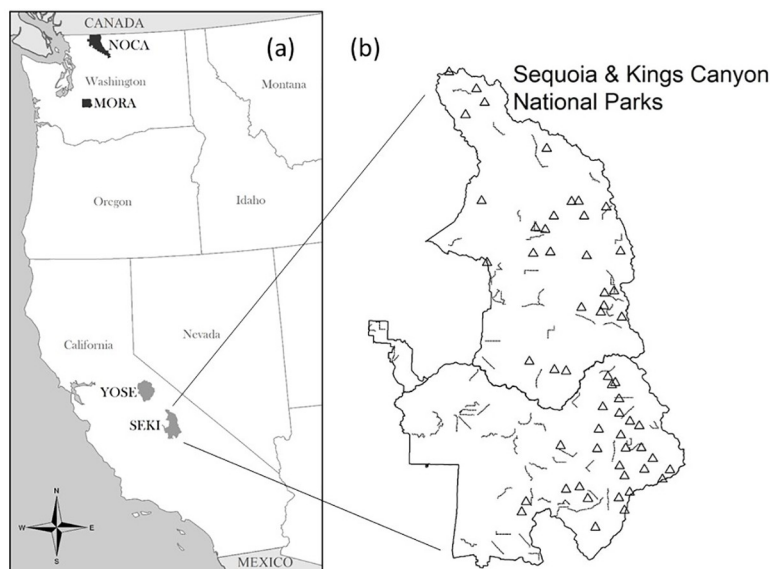 CANADA
(a)
NOCA
Washington
Montana
MORA
Oregon
Idaho
California
Nevada
YOSE
SEKI
N
W
E
S
MEXICO
(b)
Sequoia & Kings Canyon
National Parks